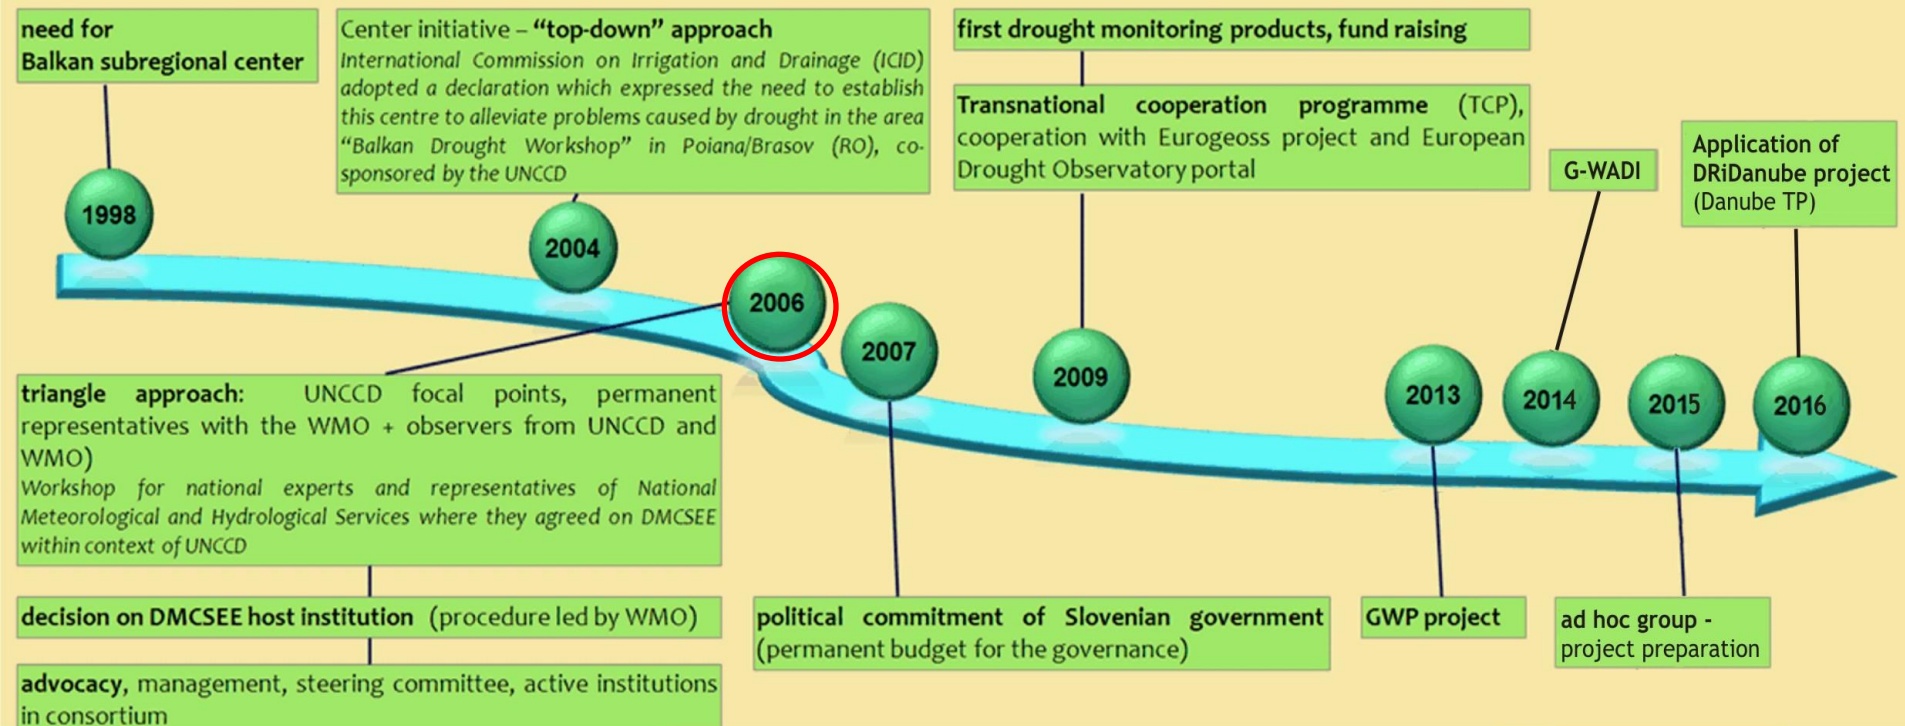 need for
Balkan subregional center
Center initiative – “top-down” approach
International Commission on Irrigation and Drainage (ICID)
adopted a declaration which expressed the need to establish
this centre to alleviate problems caused by drought in the area
“Balkan Drought Workshop” in Poiana/Brasov (RO), co-
sponsored by the UNCCD
first drought monitoring products, fund raising
Transnational cooperation programme (TCP),
cooperation with Eurogeoss project and European
Drought Observatory portal
G-WADI
Application of
DRiDanube project
(Danube TP)
1998
2004
2006
2007
2009
2013
2014
2015
2016
triangle approach: UNCCD focal points, permanent
representatives with the WMO + observers from UNCCD and
WMO)
Workshop for national experts and representatives of National
Meteorological and Hydrological Services where they agreed on DMCSEE
within context of UNCCD
decision on DMCSEE host institution (procedure led by WMO)
advocacy, management, steering committee, active institutions
in consortium
political commitment of Slovenian government
(permanent budget for the governance)
GWP project
ad hoc group -
project preparation